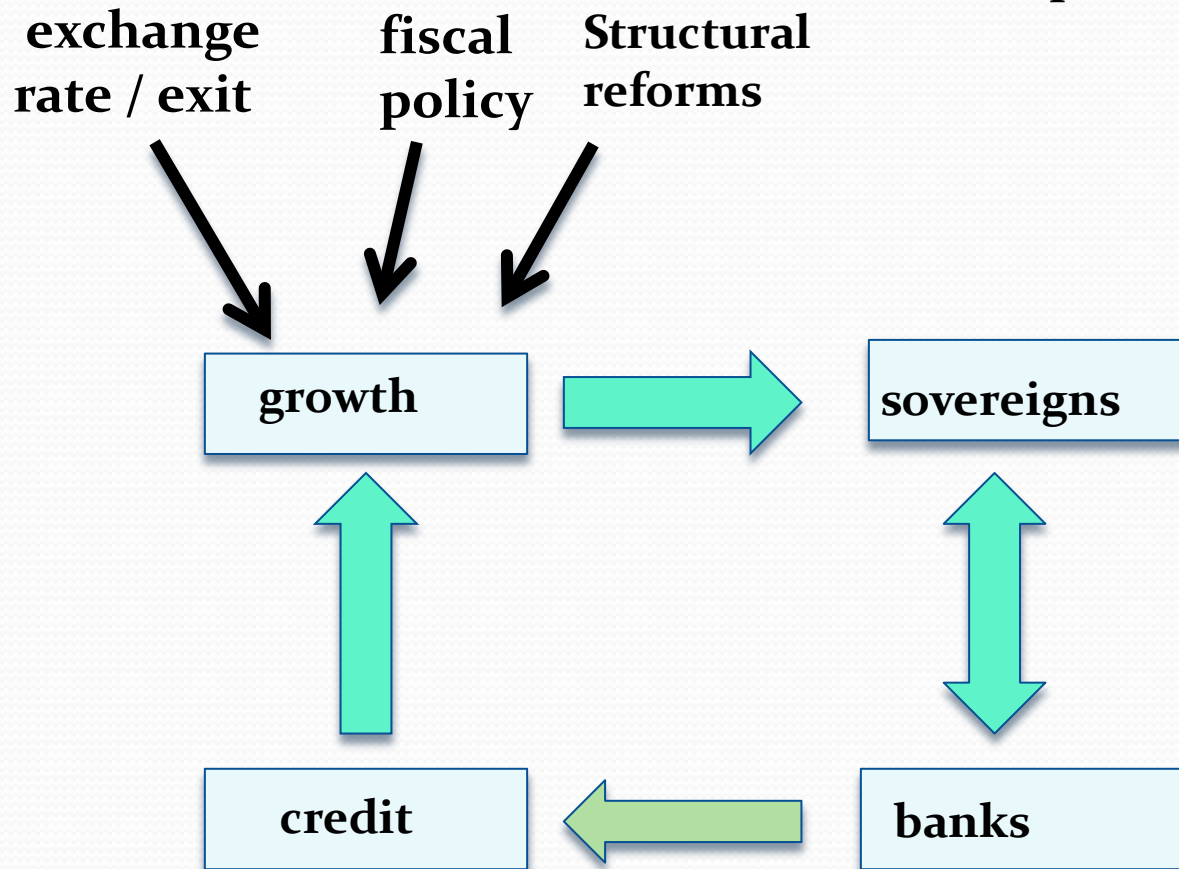 exchange
rate / exit
fiscal
policy
Structural
reforms
growth
sovereigns
credit
banks